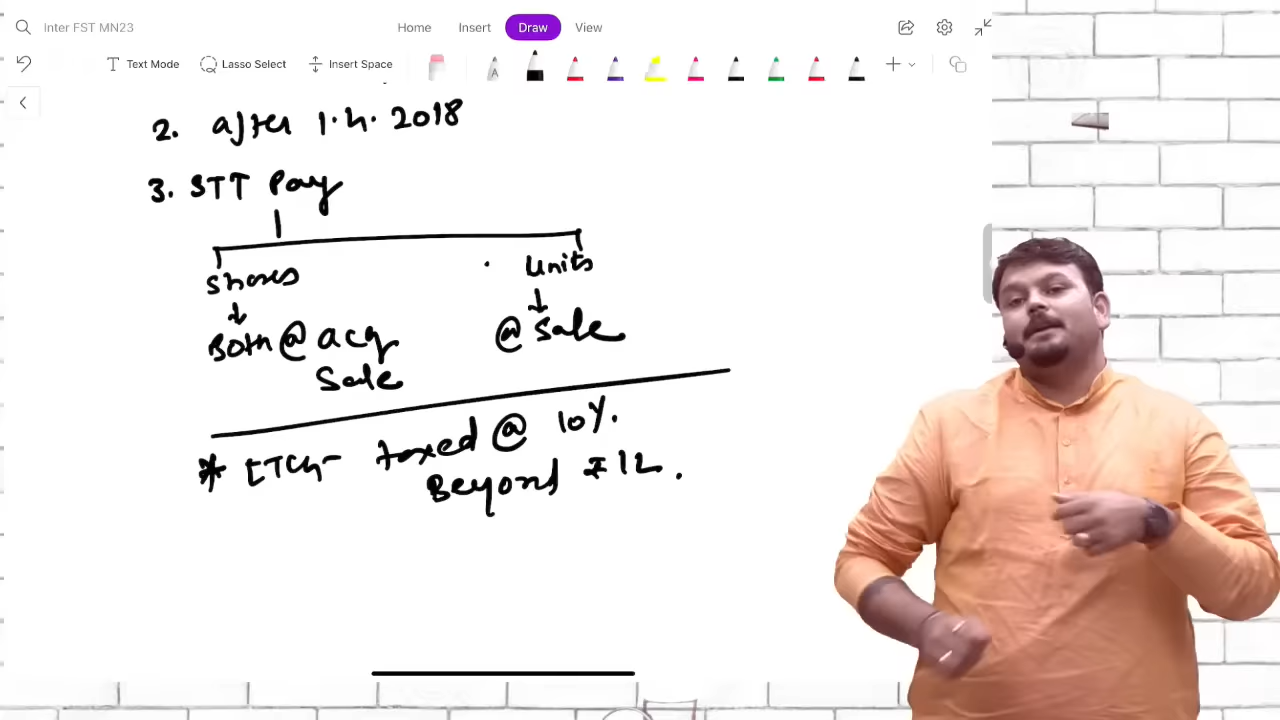 Inter FST MN23
Home Insert Draw View
Text Mode Lasso Select Insert Space
2. after 1.4.2018
3. STT Pay
Shares Units
Both @ acq @ Sale
Sale
* LTCG taxed @ 10%.
Beyond ₹1L.